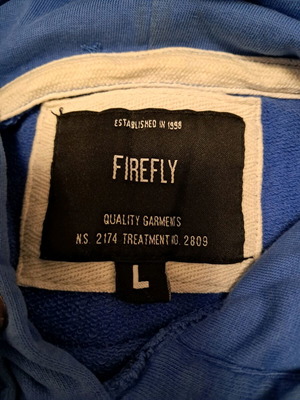 ESTABLISHED IN 1998
FIREFLY
QUALITY GARMENTS
N.S. 2174 TREATMENT NO. 2809
L